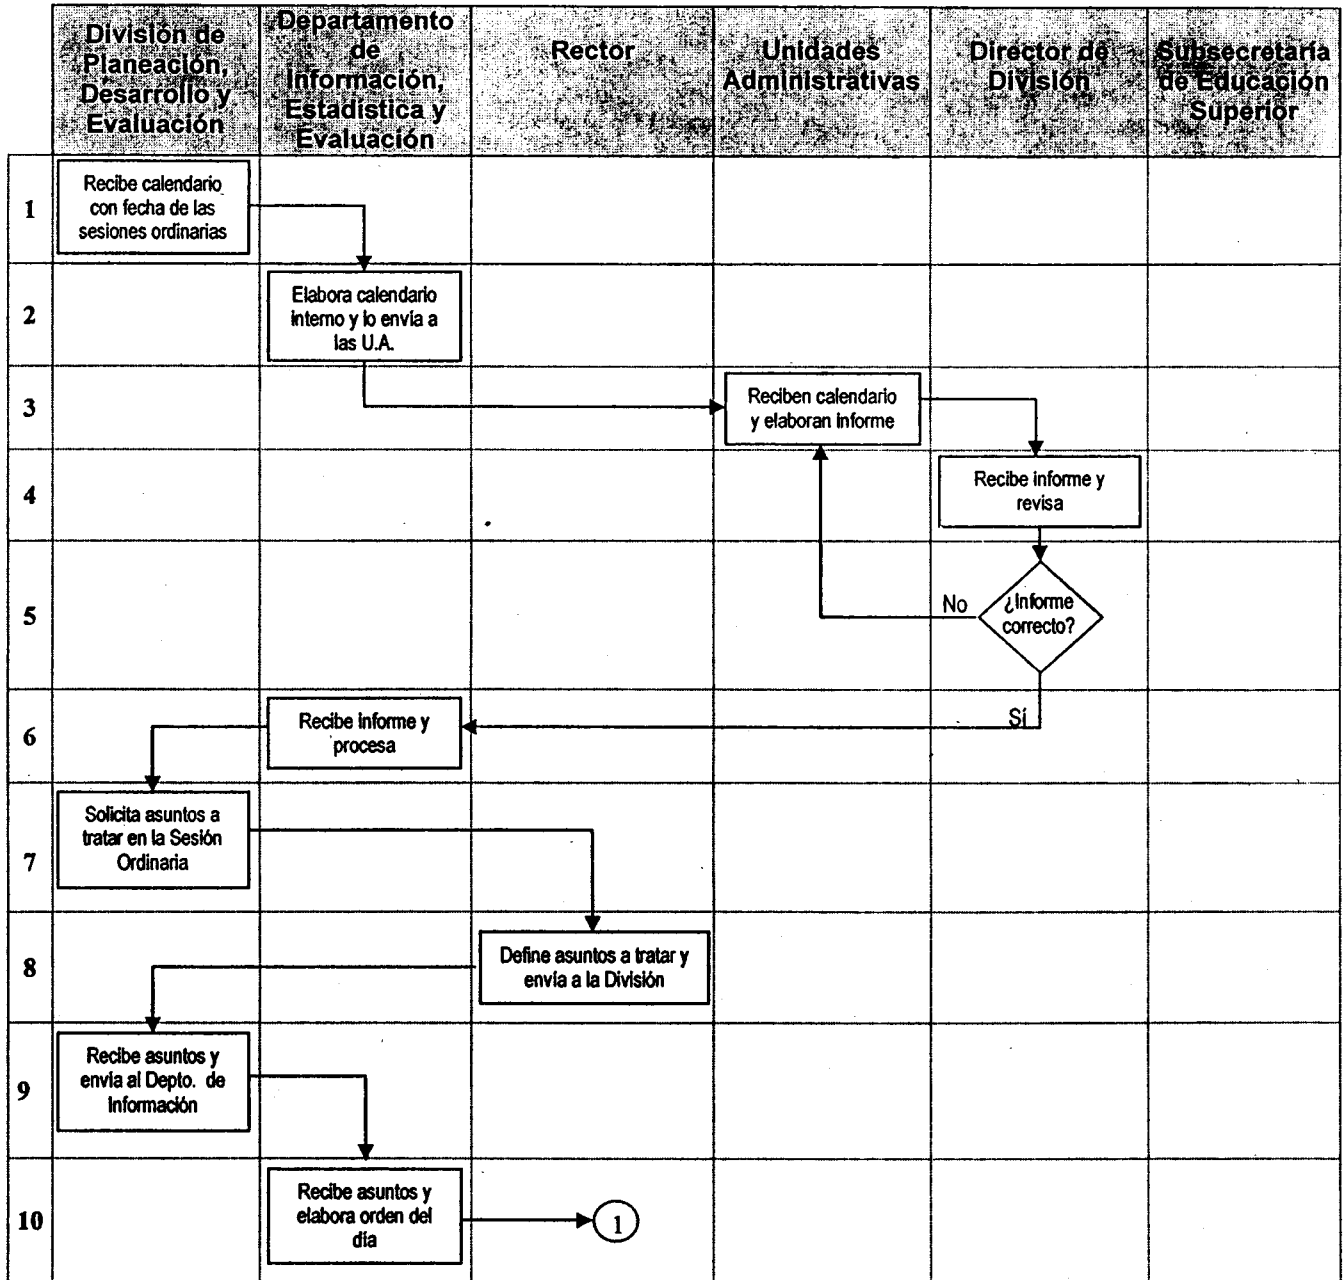 División de
Planeación,
Desarrollo y
Evaluación
Departamento
de
Información,
Estadística y
Evaluación
Rector
Unidades
Administrativas
Director de
División
Subsecretaría
de Educación
Superior
1
Recibe calendario
con fecha de las
sesiones ordinarias
2
Elabora calendario
interno y lo envía a
las U.A.
3
Reciben calendario
y elaboran informe
4
Recibe informe y
revisa
5
No
¿Informe
correcto?
6
Recibe informe y
procesa
Sí
7
Solicita asuntos a
tratar en la Sesión
Ordinaria
8
Define asuntos a tratar y
envía a la División
9
Recibe asuntos y
envía al Depto. de
Información
10
Recibe asuntos y
elabora orden del
día
1